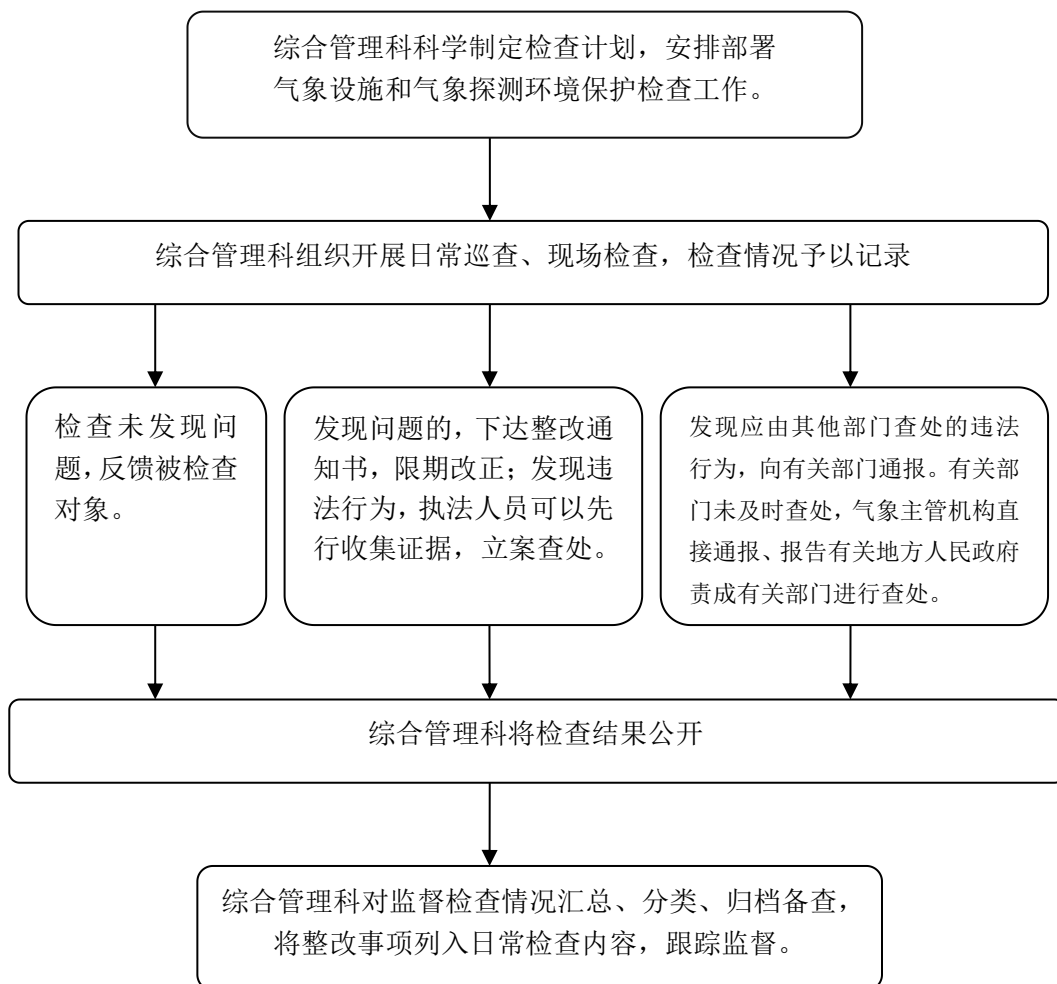 综合管理科科学制定检查计划，安排部署
气象设施和气象探测环境保护检查工作。
综合管理科组织开展日常巡查、现场检查，检查情况予以记录
检查未发现问
题，反馈被检查
对象。
发现问题的，下达整改通
知书，限期改正；发现违
法行为，执法人员可以先
行收集证据，立案查处。
发现应由其他部门查处的违法
行为，向有关部门通报。有关部
门未及时查处，气象主管机构直
接通报、报告有关地方人民政府
责成有关部门进行查处。
综合管理科将检查结果公开
综合管理科对监督检查情况汇总、分类、归档备查，
将整改事项列入日常检查内容，跟踪监督。